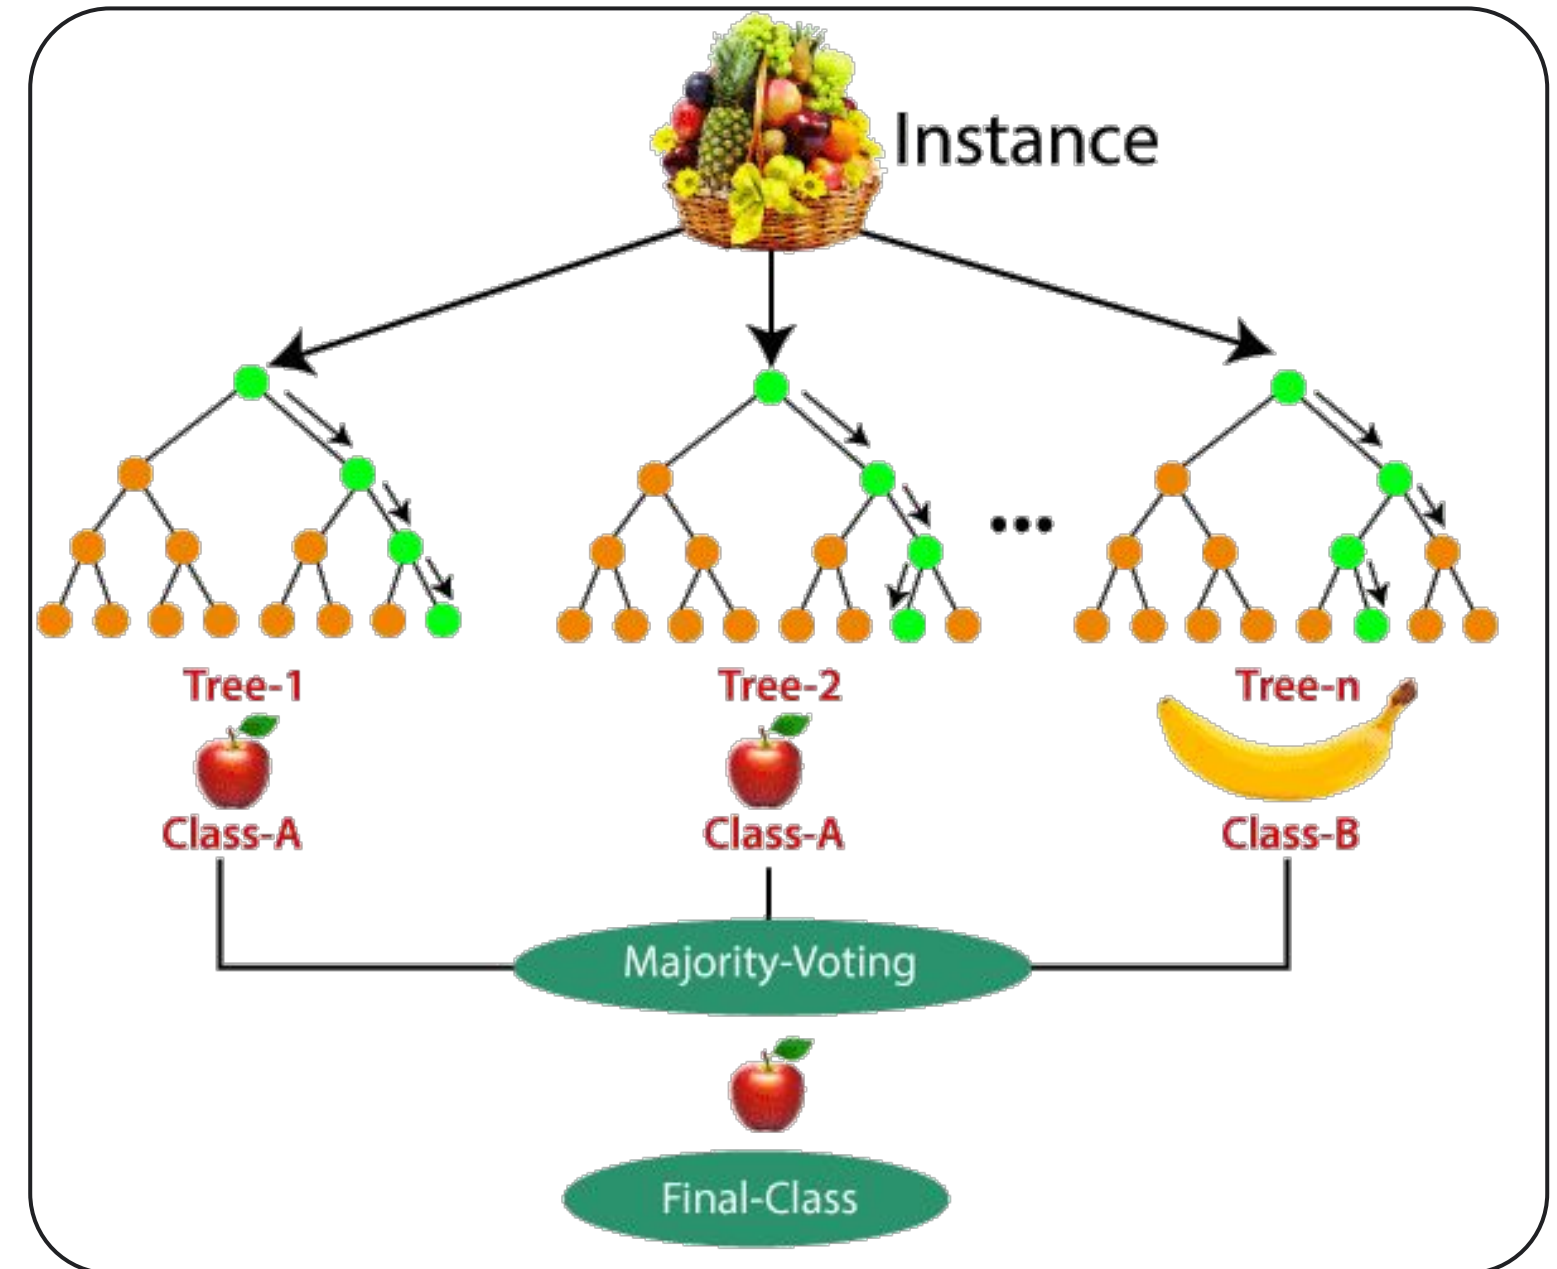 Instance
Tree-1
Tree-2
Tree-n
Class-A
Class-A
Class-B
Majority-Voting
Final-Class